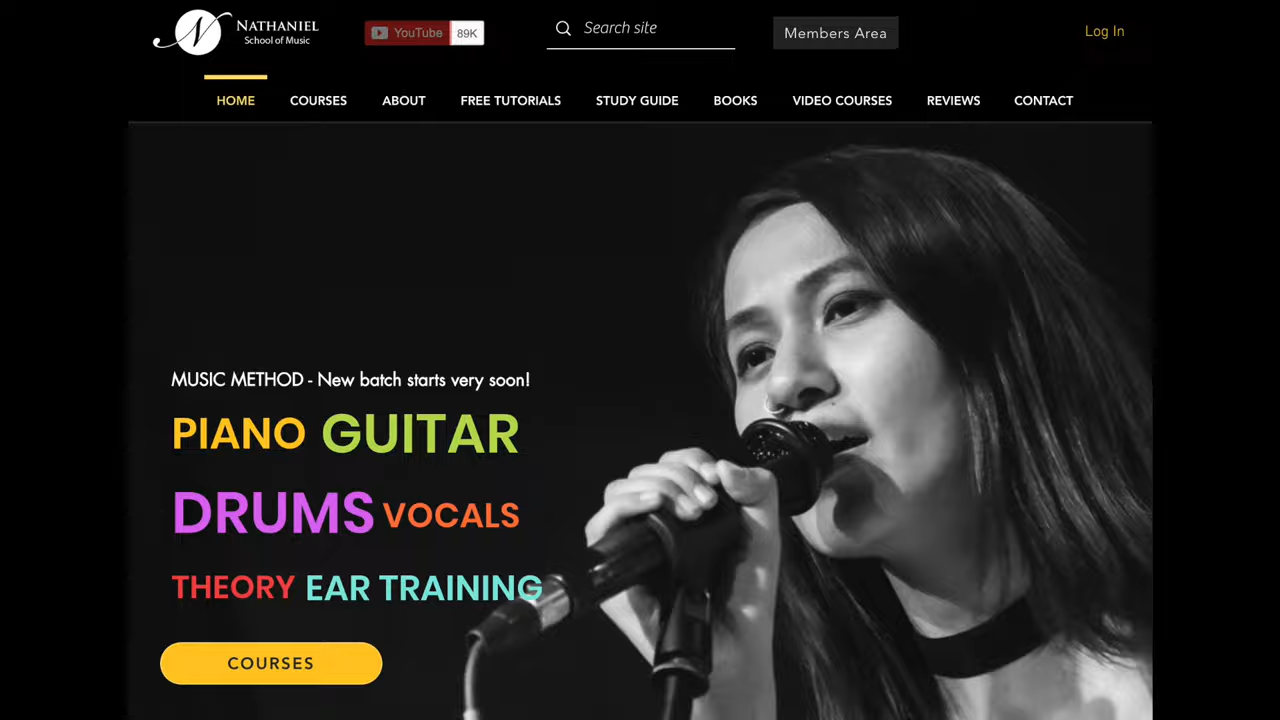 NATHANIEL
School of Music
YouTube 89K
Search site
Members Area
Log In
HOME COURSES ABOUT FREE TUTORIALS STUDY GUIDE BOOKS VIDEO COURSES REVIEWS CONTACT
MUSIC METHOD - New batch starts very soon!
PIANO GUITAR
DRUMS VOCALS
THEORY EAR TRAINING
COURSES